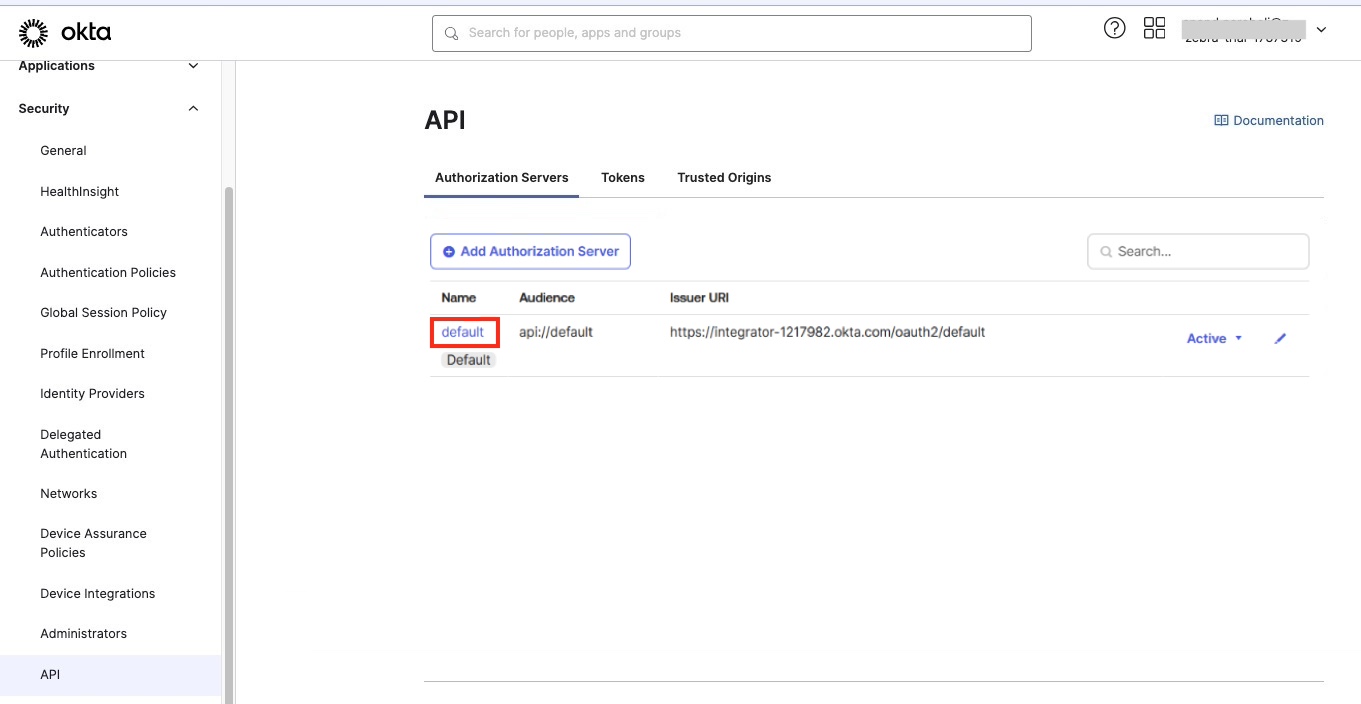 okta
Search for people, apps and groups
Applications
Security
General
HealthInsight
Authenticators
Authentication Policies
Global Session Policy
Profile Enrollment
Identity Providers
Delegated
Authentication
Networks
Device Assurance
Policies
Device Integrations
Administrators
API
API
Documentation
Authorization Servers Tokens Trusted Origins
Add Authorization Server
Search...
Name Audience Issuer URI
default api://default https://integrator-1217982.okta.com/oauth2/default Active
Default